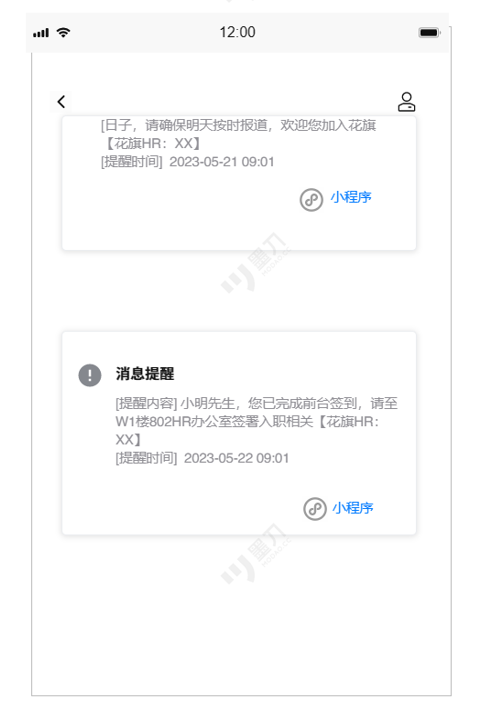 12:00
[日子，请确保明天按时报道，欢迎您加入花旗
【花旗HR：XX】
[提醒时间] 2023-05-21 09:01
小程序
墨刀
消息提醒
[提醒内容] 小明先生，您已完成前台签到，请至
W1楼802HR办公室签署入职相关【花旗HR：
XX】
[提醒时间] 2023-05-22 09:01
小程序
墨刀